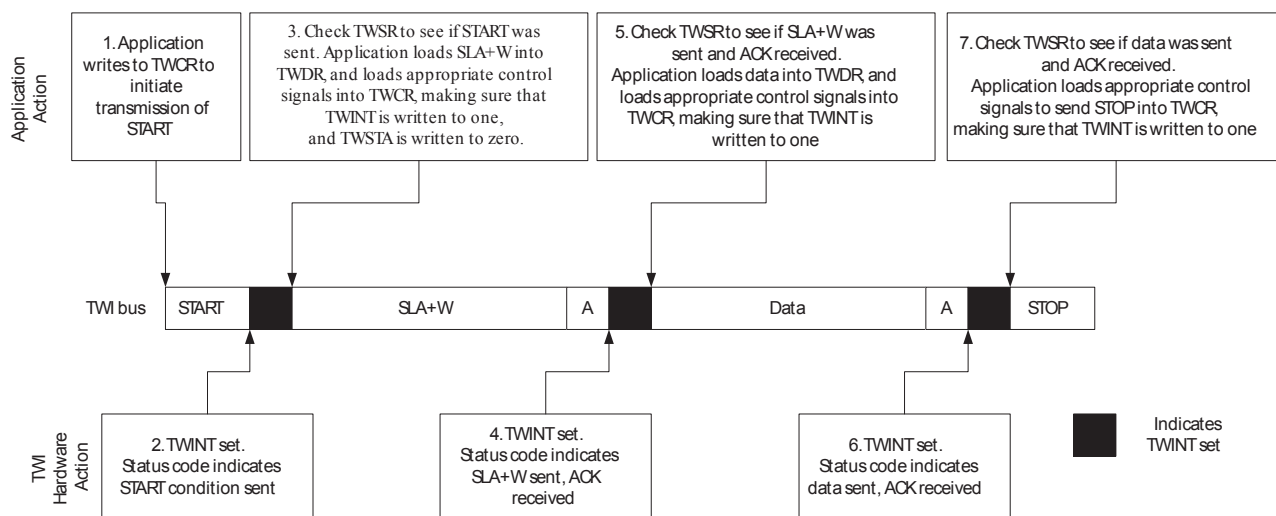 Application
Action
1. Application
writes to TWCR to
initiate
transmission of
START
3. Check TWSR to see if START was
sent. Application loads SLA+W into
TWDR, and loads appropriate control
signals into TWCR, making sure that
TWINT is written to one,
and TWSTA is written to zero.
5. Check TWSR to see if SLA+W was
sent and ACK received.
Application loads data into TWDR, and
loads appropriate control signals into
TWCR, making sure that TWINT is
written to one
7. Check TWSR to see if data was sent
and ACK received.
Application loads appropriate control
signals to send STOP into TWCR,
making sure that TWINT is written to one
TWI bus
START
SLA+W
A
Data
A
STOP
TWI
Hardware
Action
2. TWINT set.
Status code indicates
START condition sent
4. TWINT set.
Status code indicates
SLA+W sent, ACK
received
6. TWINT set.
Status code indicates
data sent, ACK received
Indicates
TWINT set